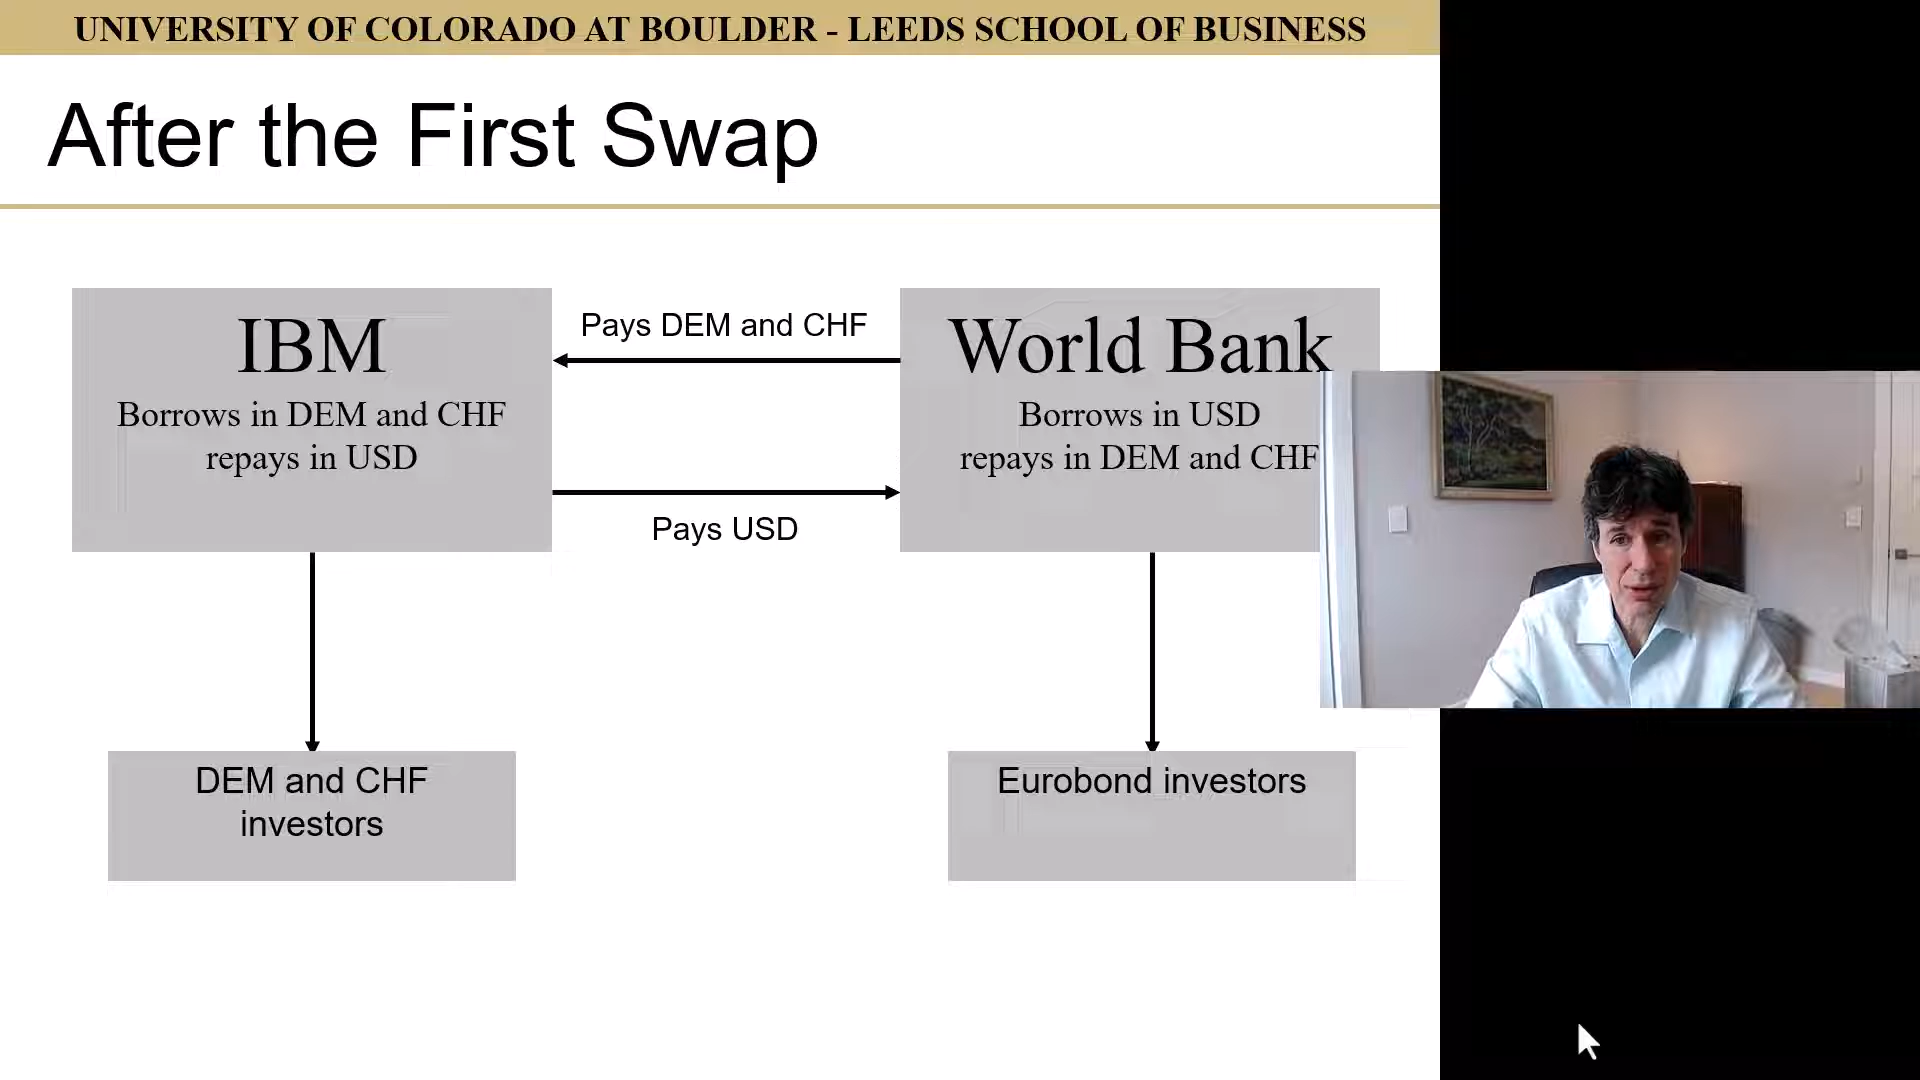 UNIVERSITY OF COLORADO AT BOULDER - LEEDS SCHOOL OF BUSINESS
After the First Swap
IBM
Borrows in DEM and CHF
repays in USD
Pays DEM and CHF
Pays USD
World Bank
Borrows in USD
repays in DEM and CHF
DEM and CHF
investors
Eurobond investors